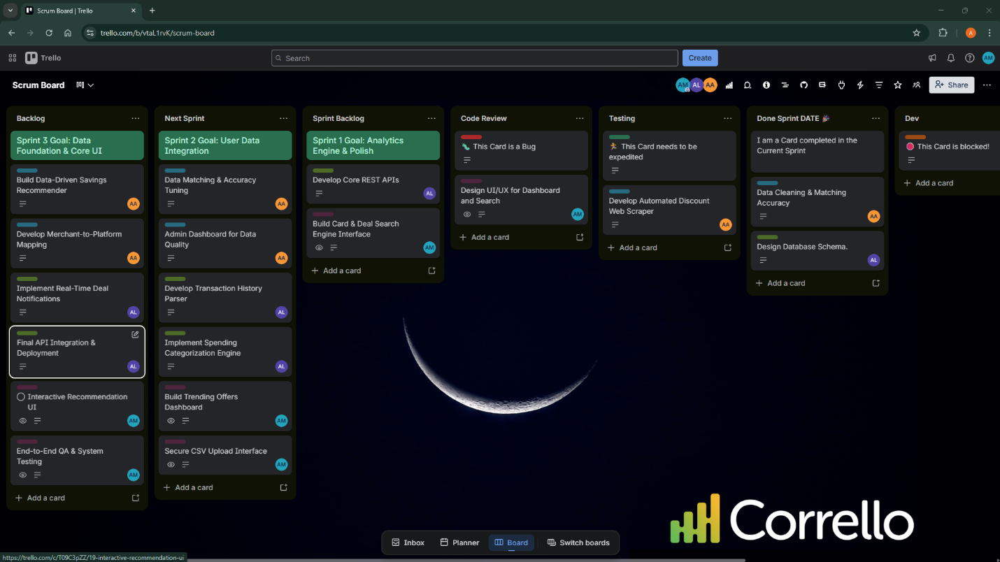 Scrum Board | Trello
trello.com/b/vtaL1rvK/scrum-board
A
Trello
Search
Create
AM
Scrum Board
AM AL AA
Share
Backlog
Sprint 3 Goal: Data
Foundation & Core UI
Build Data-Driven Savings
Recommender
AA
Develop Merchant-to-Platform
Mapping
AA
Implement Real-Time Deal
Notifications
AL
Final API Integration &
Deployment
AL
Interactive Recommendation
UI
AM
End-to-End QA & System
Testing
AM
Add a card
Next Sprint
Sprint 2 Goal: User Data
Integration
Data Matching & Accuracy
Tuning
AA
Admin Dashboard for Data
Quality
AA
Develop Transaction History
Parser
AL
Implement Spending
Categorization Engine
AL
Build Trending Offers
Dashboard
AM
Secure CSV Upload Interface
AM
Add a card
Sprint Backlog
Sprint 1 Goal: Analytics
Engine & Polish
Develop Core REST APIs
AL
Build Card & Deal Search
Engine Interface
AM
Add a card
Code Review
This Card is a Bug
Design UI/UX for Dashboard
and Search
AM
Add a card
Testing
This Card needs to be
expedited
Develop Automated Discount
Web Scraper
AA
Add a card
Done Sprint DATE 🎉
I am a Card completed in the
Current Sprint
Data Cleaning & Matching
Accuracy
AA
Design Database Schema.
AL
Add a card
Dev
This Card is blocked!
Add a card
Corrello
Inbox
Planner
Board
Switch boards
https://trello.com/c/T09C3pZZ/19-interactive-recommendation-ui